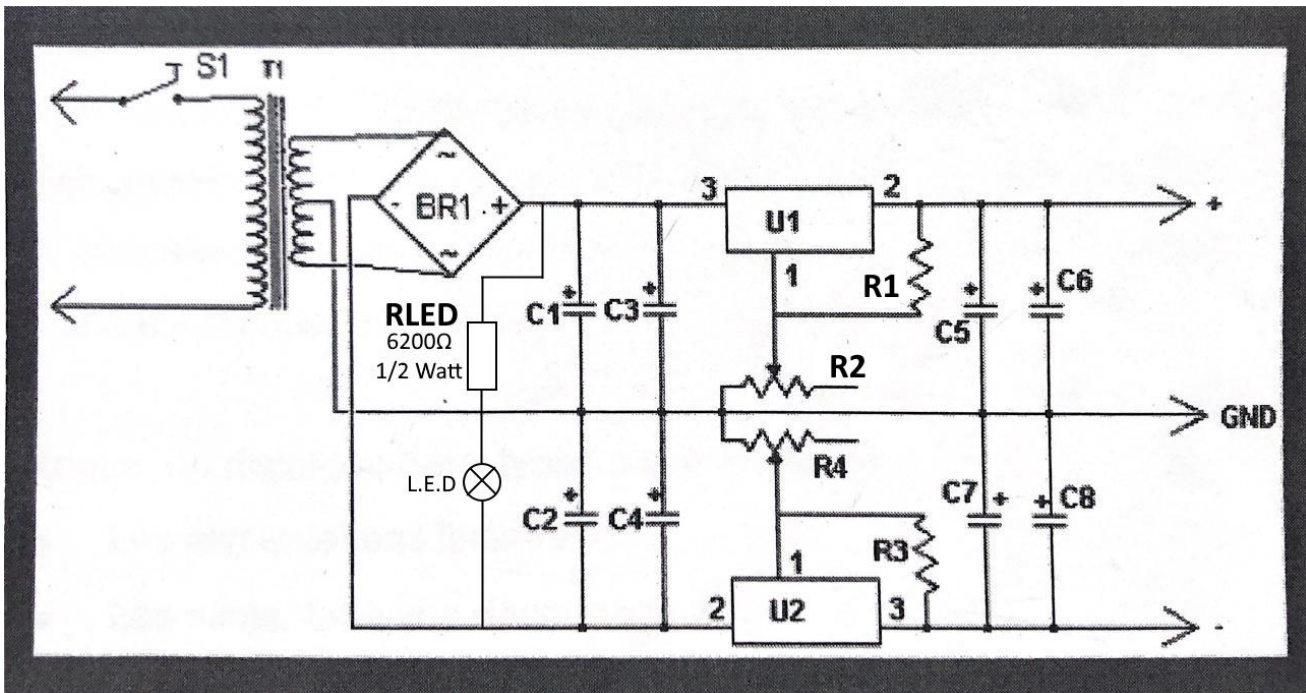 S1 T1
~
- BR1 +
~
3 U1 2
1
+
R1
RLED
6200Ω
1/2 Watt
+ C1
+ C3
+ C5
+ C6
R2
GND
R4
L.E.D
+ C2
+ C4
C7 +
+ C8
R3
1
2 U2 3
-